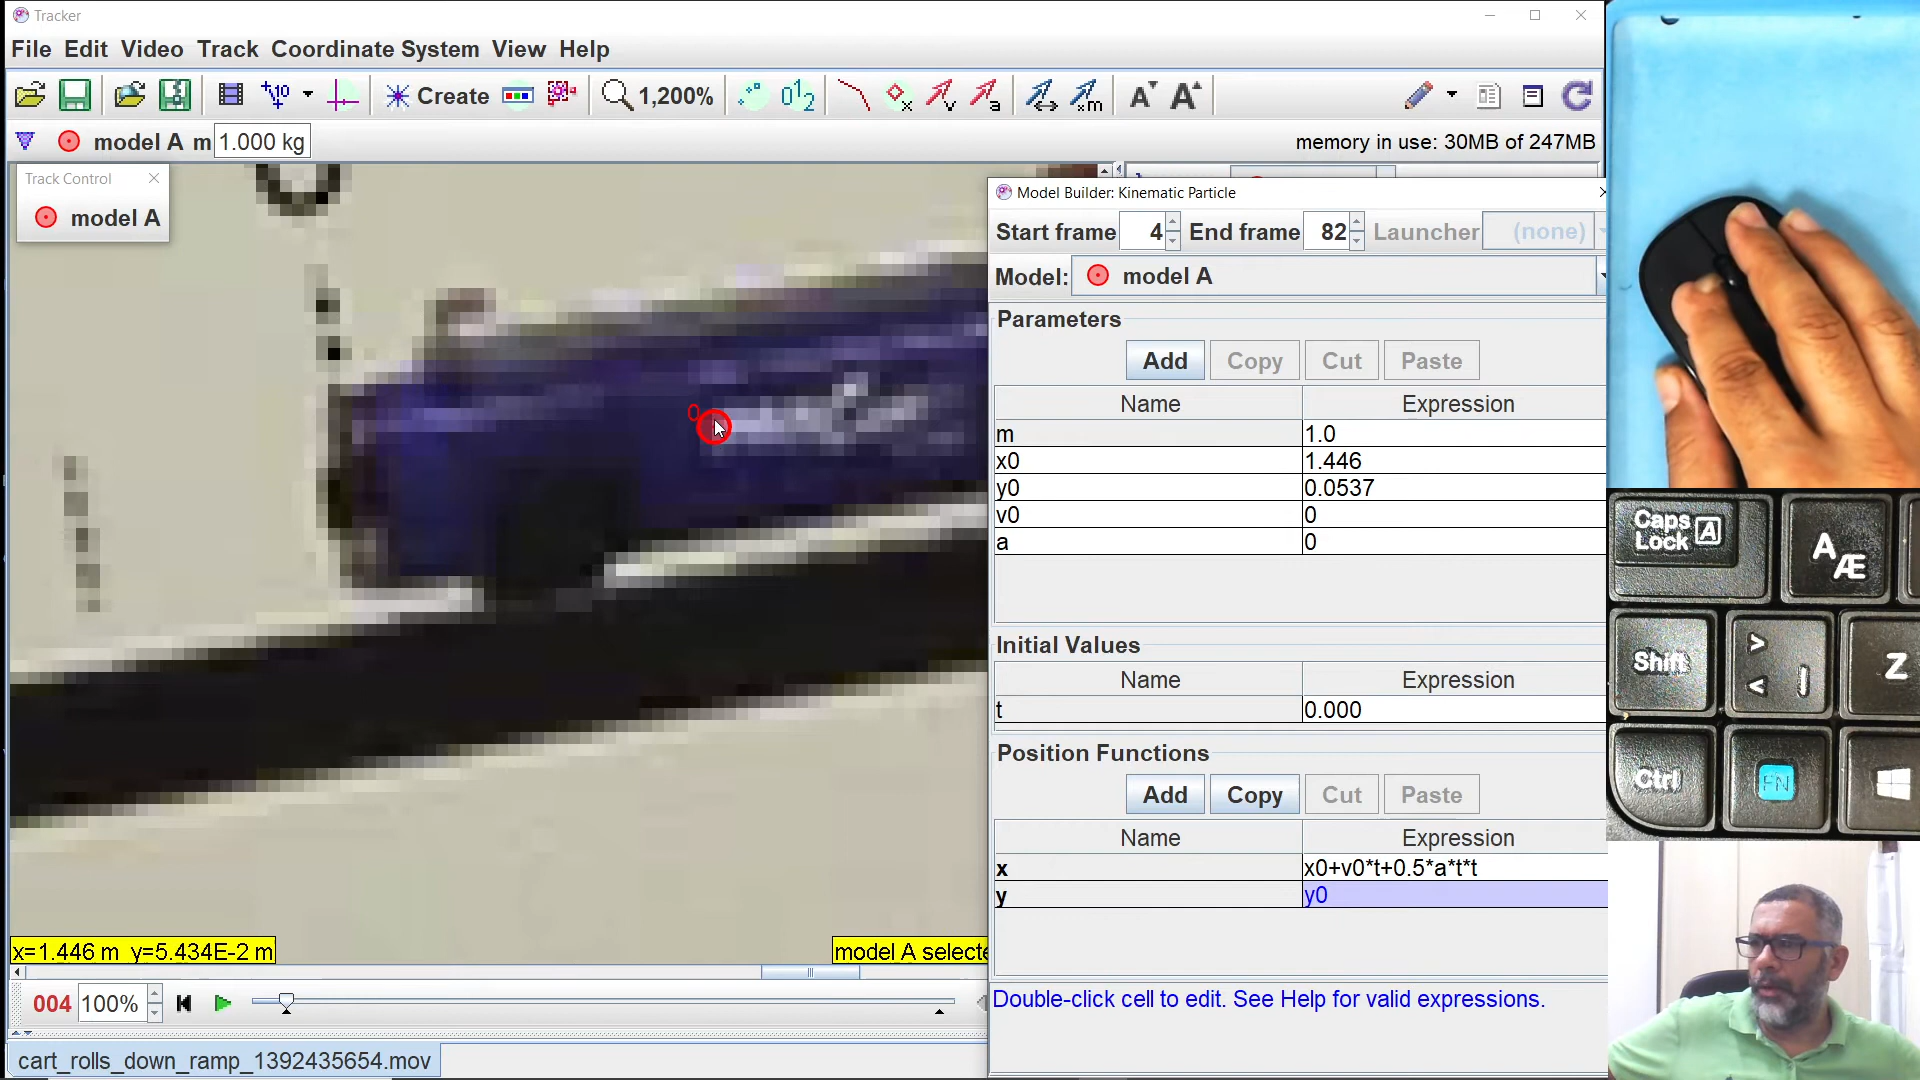 Tracker
File Edit Video Track Coordinate System View Help
Create 1,200%
model A m 1.000 kg
memory in use: 30MB of 247MB
Track Control
model A
0
x=1.446 m y=5.434E-2 m
model A selecte
004 100%
cart_rolls_down_ramp_1392435654.mov
Model Builder: Kinematic Particle
Start frame 4 End frame 82 Launcher (none)
Model: model A
Parameters
Add Copy Cut Paste
Name Expression
m 1.0
x0 1.446
y0 0.0537
v0 0
a 0
Initial Values
Name Expression
t 0.000
Position Functions
Add Copy Cut Paste
Name Expression
x x0+v0*t+0.5*a*t*t
y y0
Double-click cell to edit. See Help for valid expressions.
Caps Lock A
A Æ
Shift
> < |
Z
Ctrl
FN